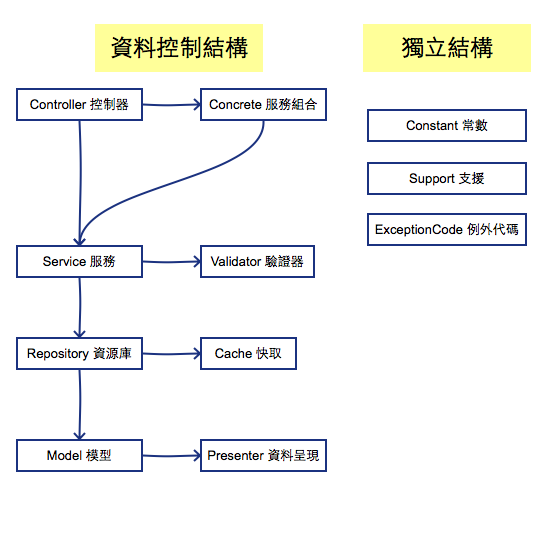 資料控制結構
獨立結構
Controller 控制器
Concrete 服務組合
Constant 常數
Support 支援
ExceptionCode 例外代碼
Service 服務
Validator 驗證器
Repository 資源庫
Cache 快取
Model 模型
Presenter 資料呈現